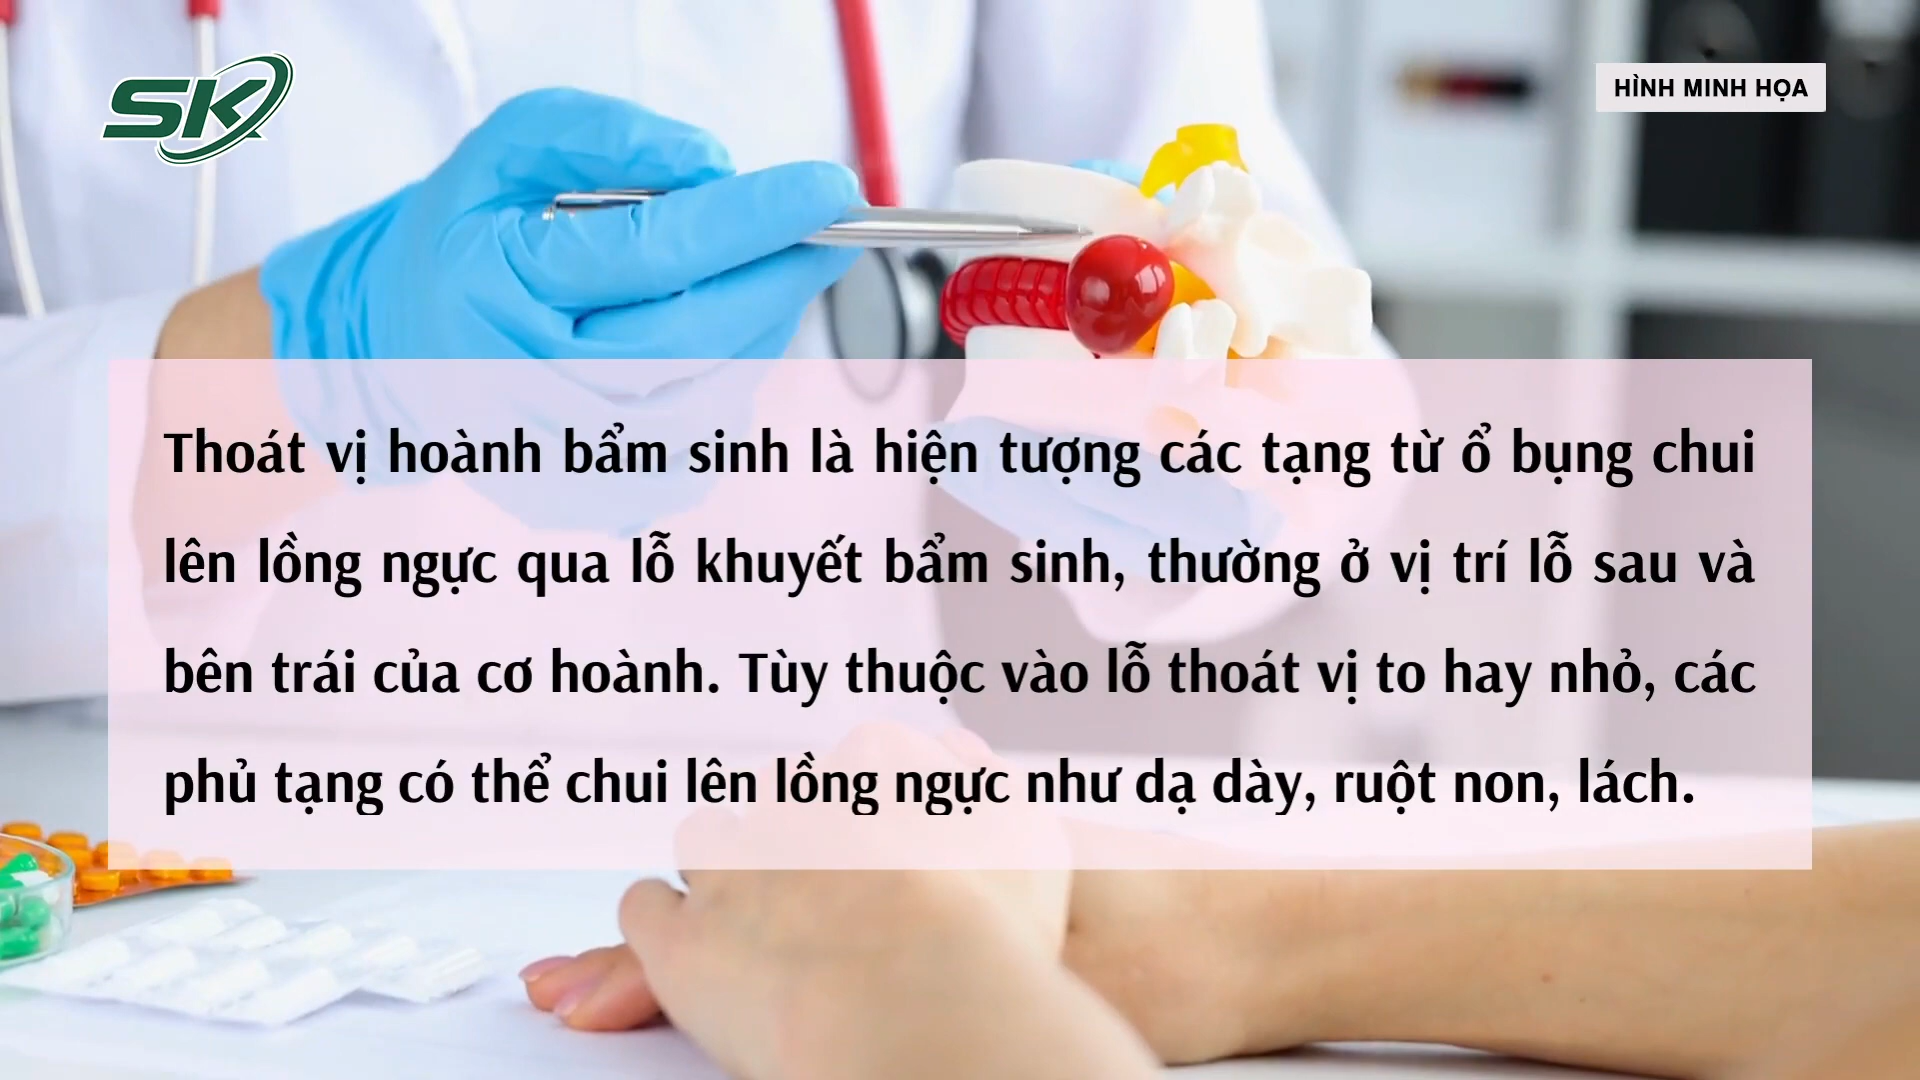 SK
HÌNH MINH HỌA
Thoát vị hoành bẩm sinh là hiện tượng các tạng từ ổ bụng chui
lên lồng ngực qua lỗ khuyết bẩm sinh, thường ở vị trí lỗ sau và
bên trái của cơ hoành. Tùy thuộc vào lỗ thoát vị to hay nhỏ, các
phủ tạng có thể chui lên lồng ngực như dạ dày, ruột non, lách.